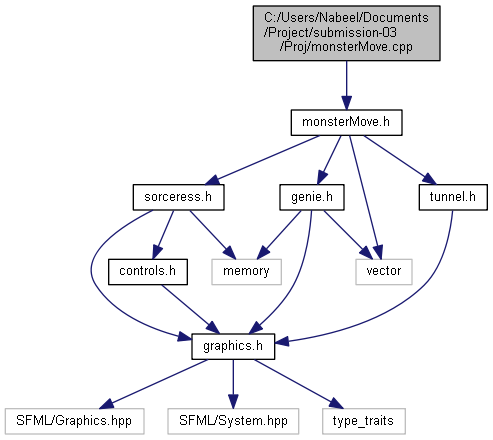 C:/Users/Nabeel/Documents
/Project/submission-03
/Proj/monsterMove.cpp
monsterMove.h
sorceress.h
genie.h
tunnel.h
controls.h
memory
vector
graphics.h
SFML/Graphics.hpp
SFML/System.hpp
type_traits